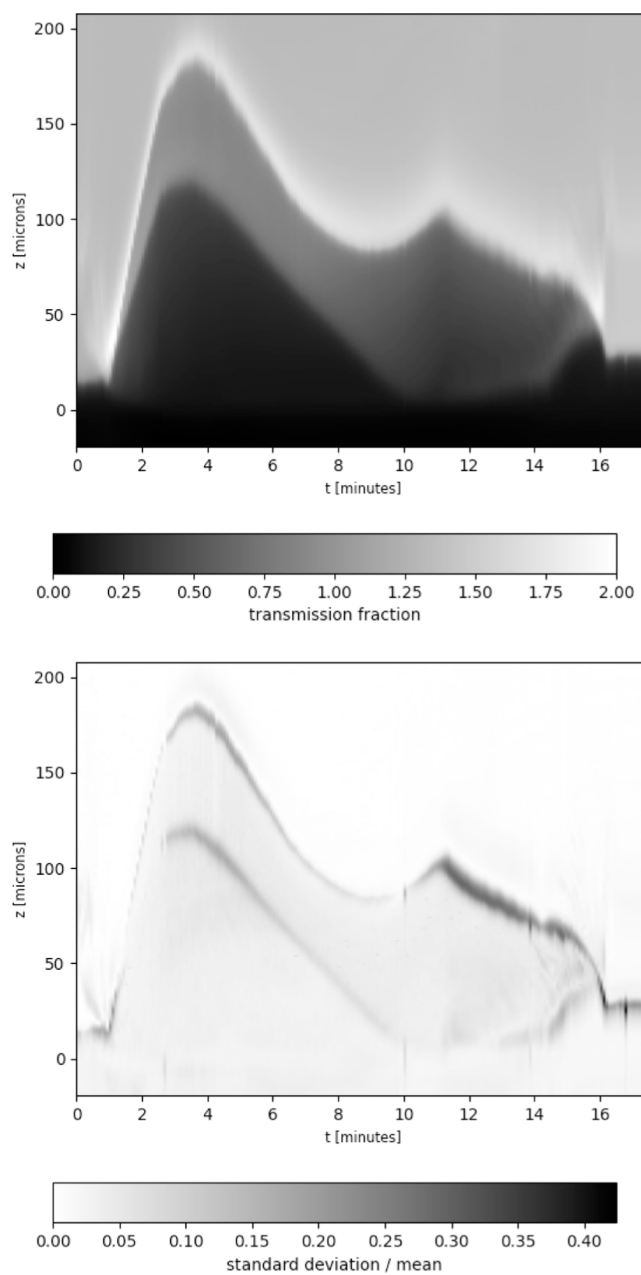 200
150
100
50
0
z [microns]
0 2 4 6 8 10 12 14 16
t [minutes]
0.00 0.25 0.50 0.75 1.00 1.25 1.50 1.75 2.00
transmission fraction
200
150
100
50
0
z [microns]
0 2 4 6 8 10 12 14 16
t [minutes]
0.00 0.05 0.10 0.15 0.20 0.25 0.30 0.35 0.40
standard deviation / mean